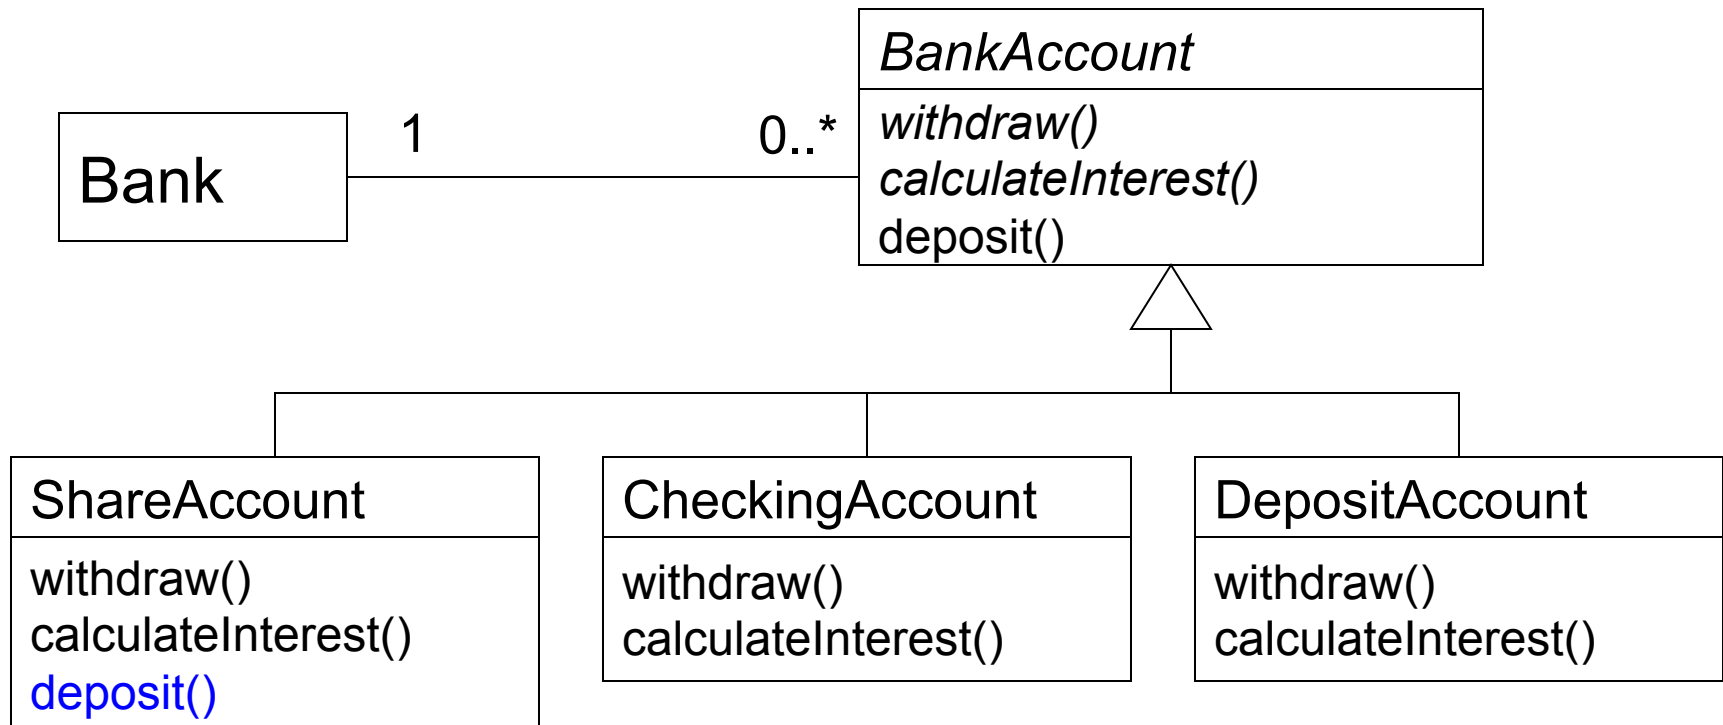 BankAccount
withdraw()
calculateInterest()
deposit()
Bank
1
0..*
ShareAccount
withdraw()
calculateInterest()
deposit()
CheckingAccount
withdraw()
calculateInterest()
DepositAccount
withdraw()
calculateInterest()